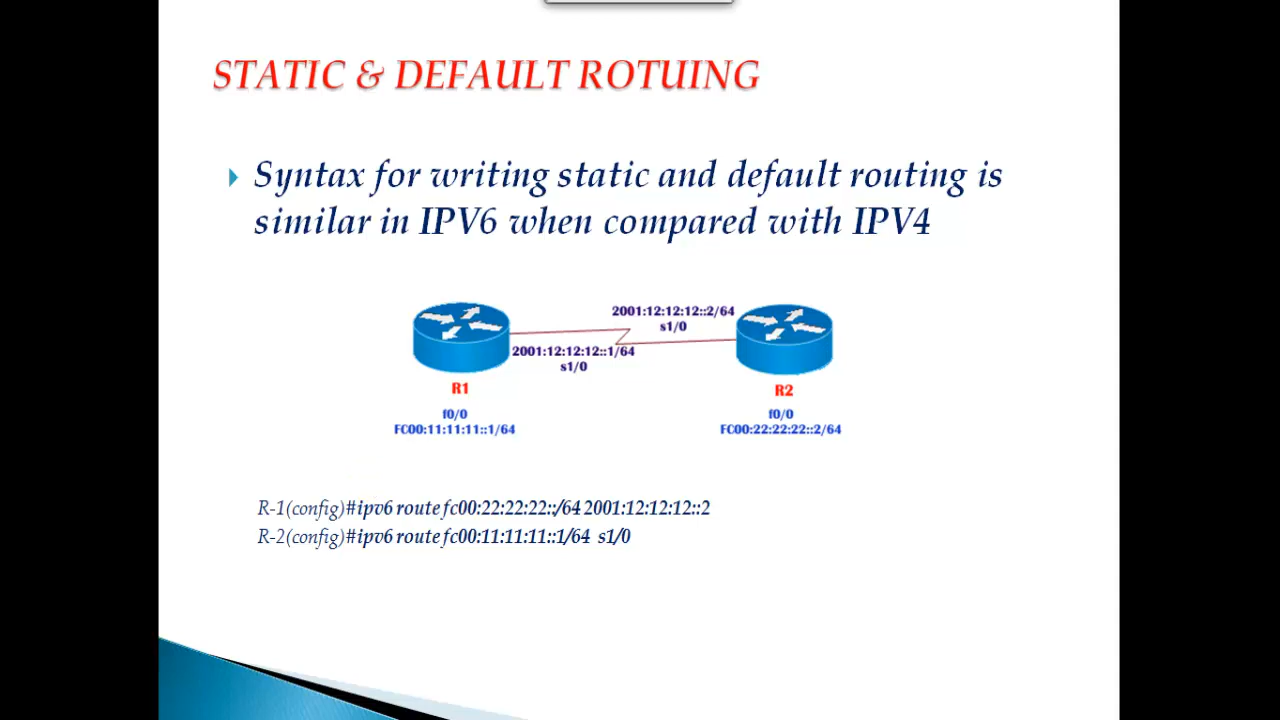 STATIC & DEFAULT ROTUING
Syntax for writing static and default routing is
similar in IPV6 when compared with IPV4
2001:12:12:12::2/64
s1/0
2001:12:12:12::1/64
s1/0
R1
R2
f0/0
FC00:11:11:11::1/64
f0/0
FC00:22:22:22::2/64
R-1(config)#ipv6 route fc00:22:22:22::/64 2001:12:12:12::2
R-2(config)#ipv6 route fc00:11:11:11::1/64 s1/0